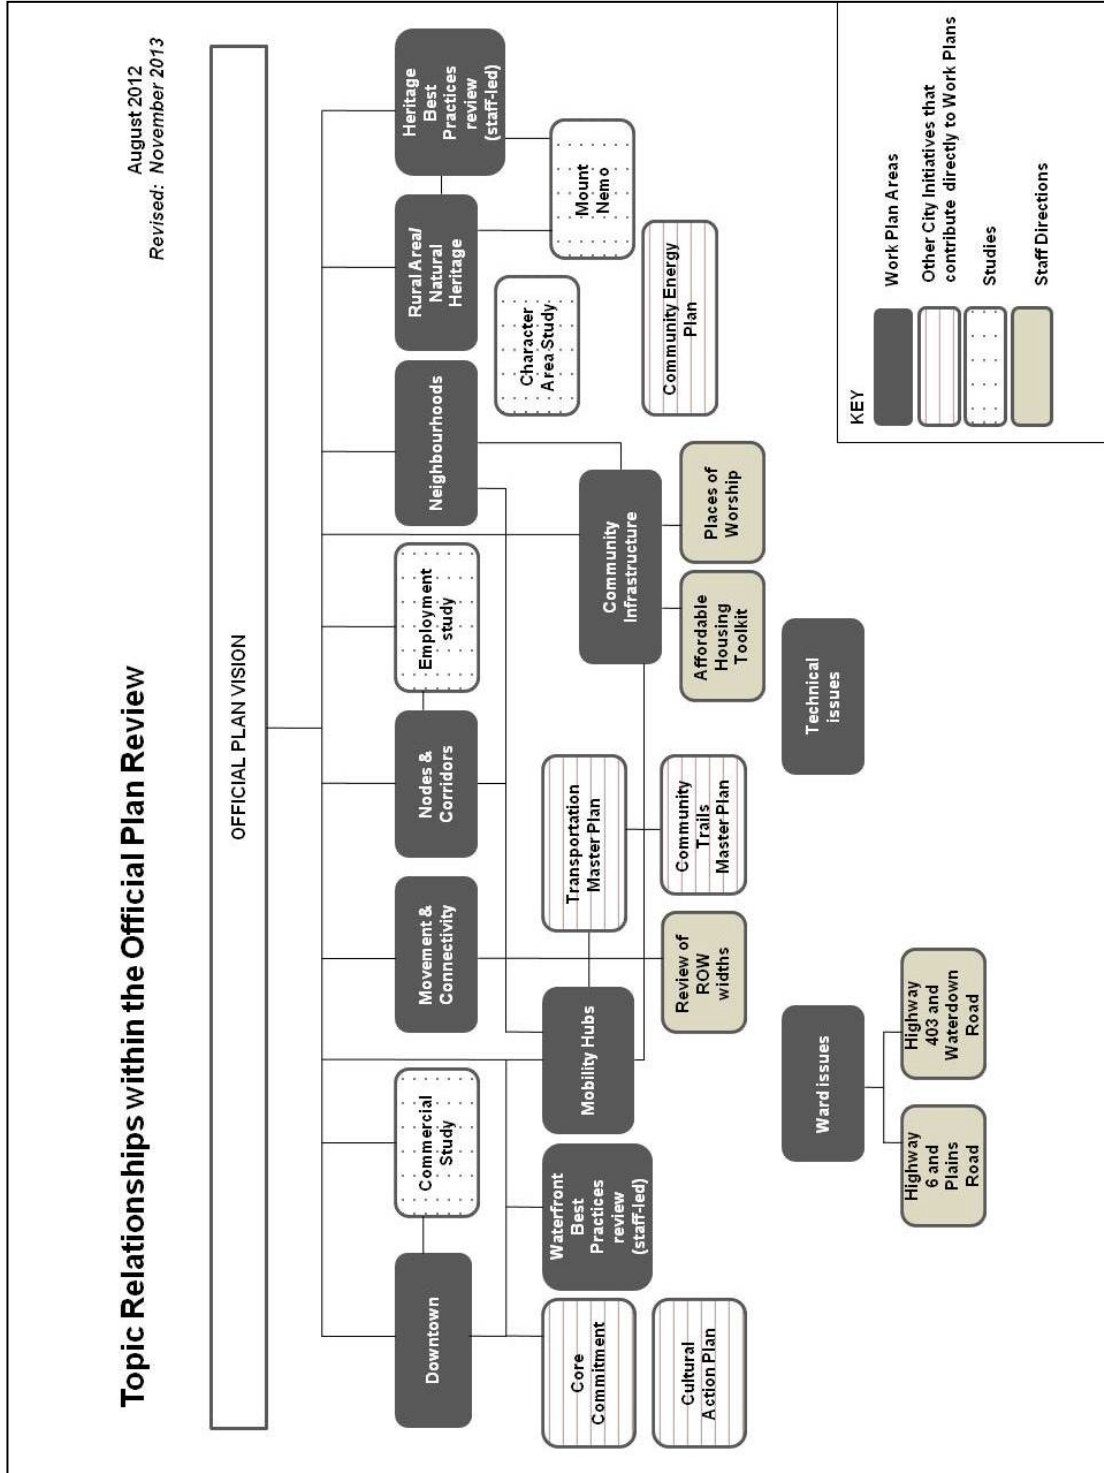 Topic Relationships within the Official Plan Review
August 2012
Revised: November 2013
OFFICIAL PLAN VISION
Downtown
Commercial
Study
Movement &
Connectivity
Nodes &
Corridors
Employment
study
Neighbourhoods
Rural Area/
Natural
Heritage
Heritage
Best
Practices
review
(staff-led)
Core
Commitment
Waterfront
Best
Practices
review
(staff-led)
Mobility Hubs
Transportation
Master Plan
Community
Infrastructure
Character
Area Study
Mount
Nemo
Cultural
Action Plan
Review of
ROW
widths
Community
Trails
Master Plan
Affordable
Housing
Toolkit
Places of
Worship
Community Energy
Plan
Ward issues
Technical
issues
Highway
6 and
Plains
Road
Highway
403 and
Waterdown
Road
KEY
Work Plan Areas
Other City Initiatives that
contribute directly to Work Plans
Studies
Staff Directions